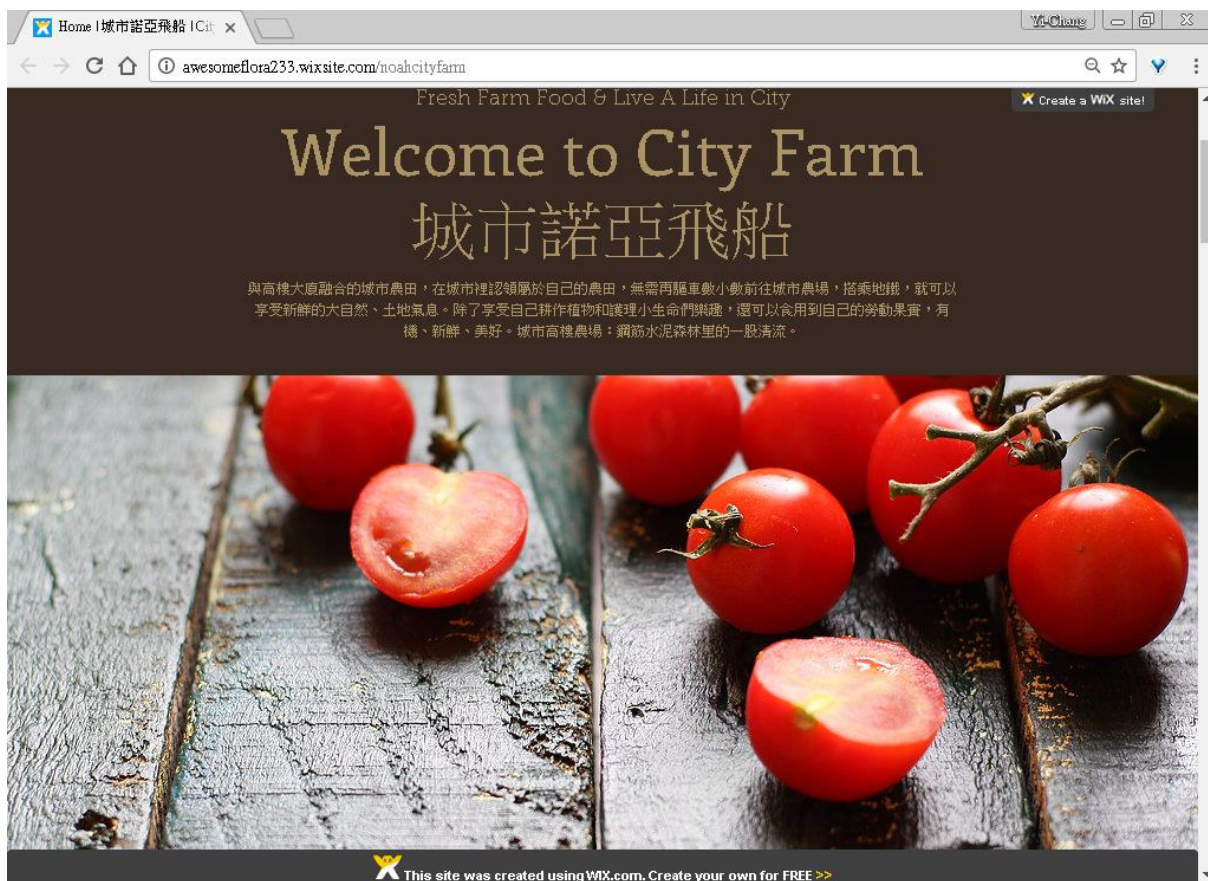 Home | 城市諾亞飛船 | Cit
Yi-Chang
awesomeflora233.wixsite.com/noahcityfarm
Fresh Farm Food & Live A Life in City
Create a WiX site!
Welcome to City Farm
城市諾亞飛船
與高樓大廈融合的城市農田，在城市裡認領屬於自己的農田，無需再驅車數小數前往城市農場，搭乘地鐵，就可以
享受新鮮的大自然、土地氣息。除了享受自己耕作植物和護理小生命們樂趣，還可以食用到自己的勞動果實，有
機、新鮮、美好。城市高樓農場：鋼筋水泥森林里的一股清流。
This site was created using WIX.com. Create your own for FREE >>